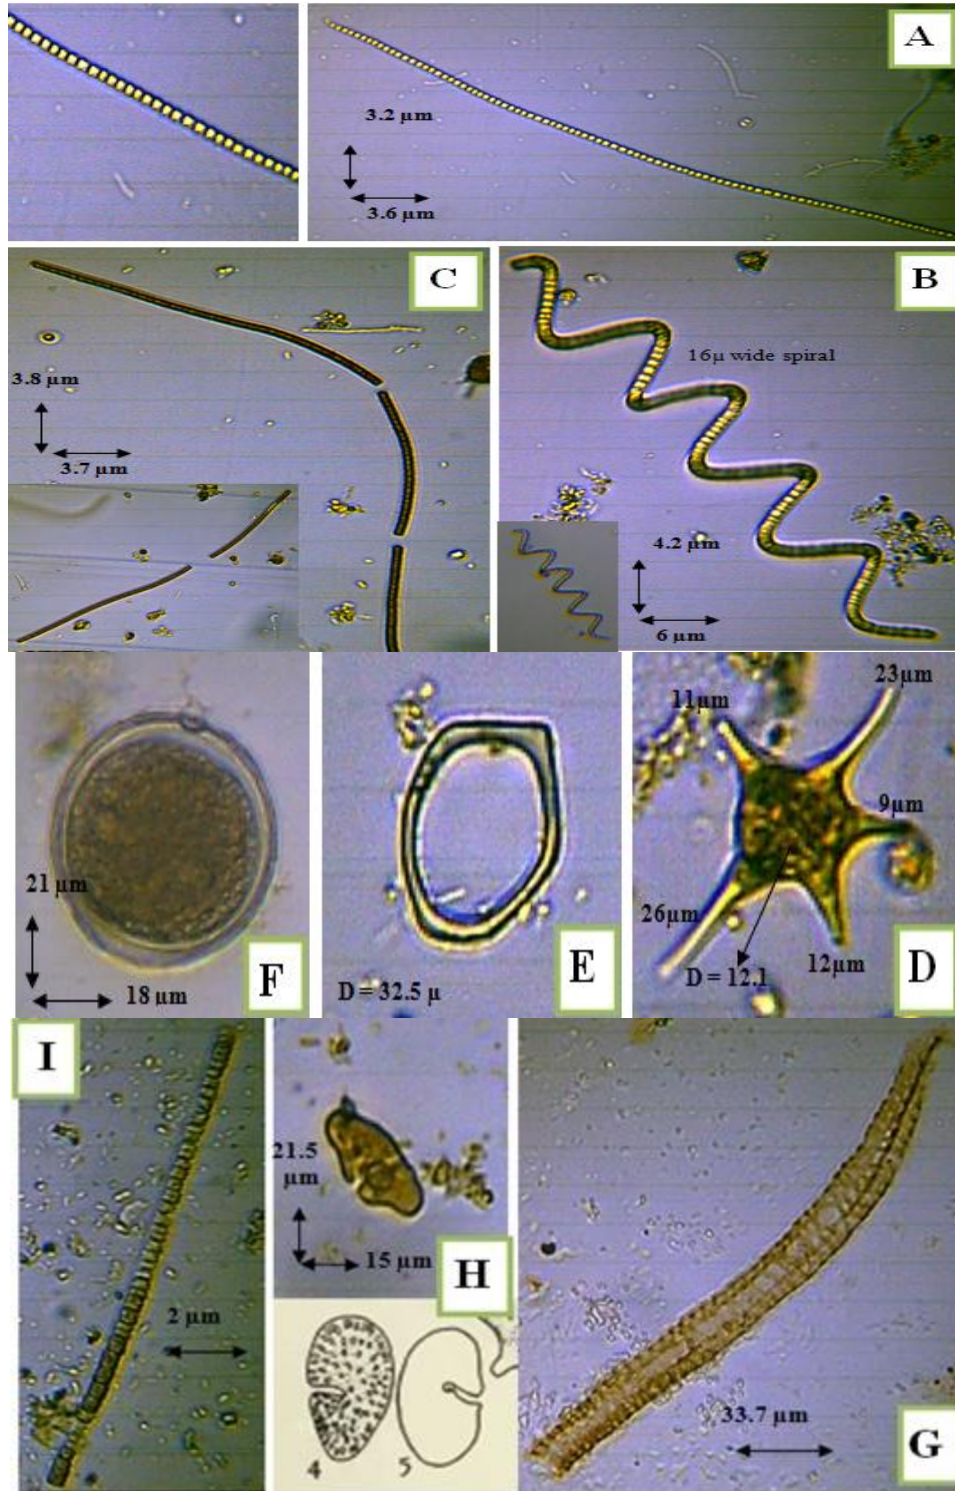 A
3.2 µm
3.6 µm
C
3.8 µm
3.7 µm
B
16µ wide spiral
4.2 µm
6 µm
F
21 µm
18 µm
E
D = 32.5 µ
D
11µm
23µm
9µm
26µm
12µm
D = 12.1
I
2 µm
H
21.5
µm
15 µm
4
5
G
33.7 µm